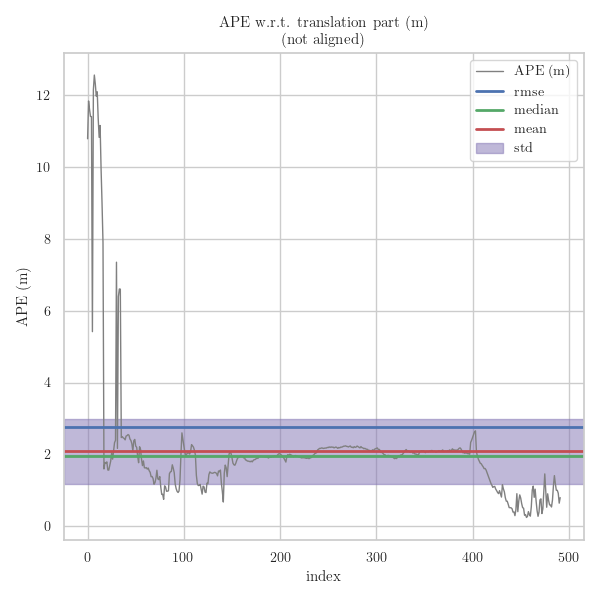 APE w.r.t. translation part (m)
(not aligned)
APE (m)
rmse
median
mean
std
12
10
8
6
4
2
0
APE (m)
0
100
200
300
400
500
index